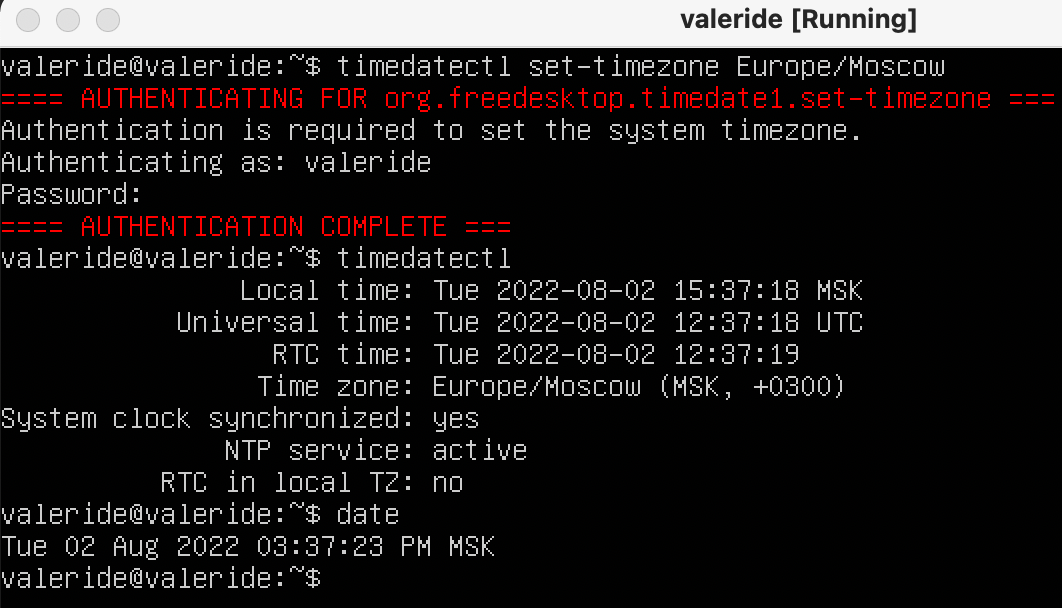 valeride [Running]
valeride@valeride:~$ timedatectl set-timezone Europe/Moscow
==== AUTHENTICATING FOR org.freedesktop.timedate1.set-timezone ===
Authentication is required to set the system timezone.
Authenticating as: valeride
Password:
==== AUTHENTICATION COMPLETE ===
valeride@valeride:~$ timedatectl
Local time: Tue 2022-08-02 15:37:18 MSK
Universal time: Tue 2022-08-02 12:37:18 UTC
RTC time: Tue 2022-08-02 12:37:19
Time zone: Europe/Moscow (MSK, +0300)
System clock synchronized: yes
NTP service: active
RTC in local TZ: no
valeride@valeride:~$ date
Tue 02 Aug 2022 03:37:23 PM MSK
valeride@valeride:~$